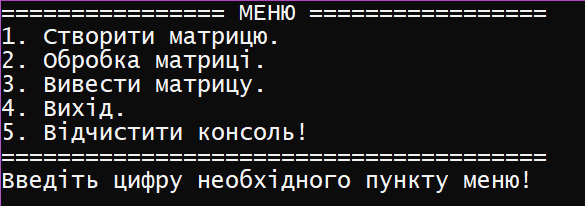 ================ МЕНЮ =================
1. Створити матрицю.
2. Обробка матриці.
3. Вивести матрицу.
4. Вихід.
5. Відчистити консоль!
=======================================
Введіть цифру необхідного пункту меню!